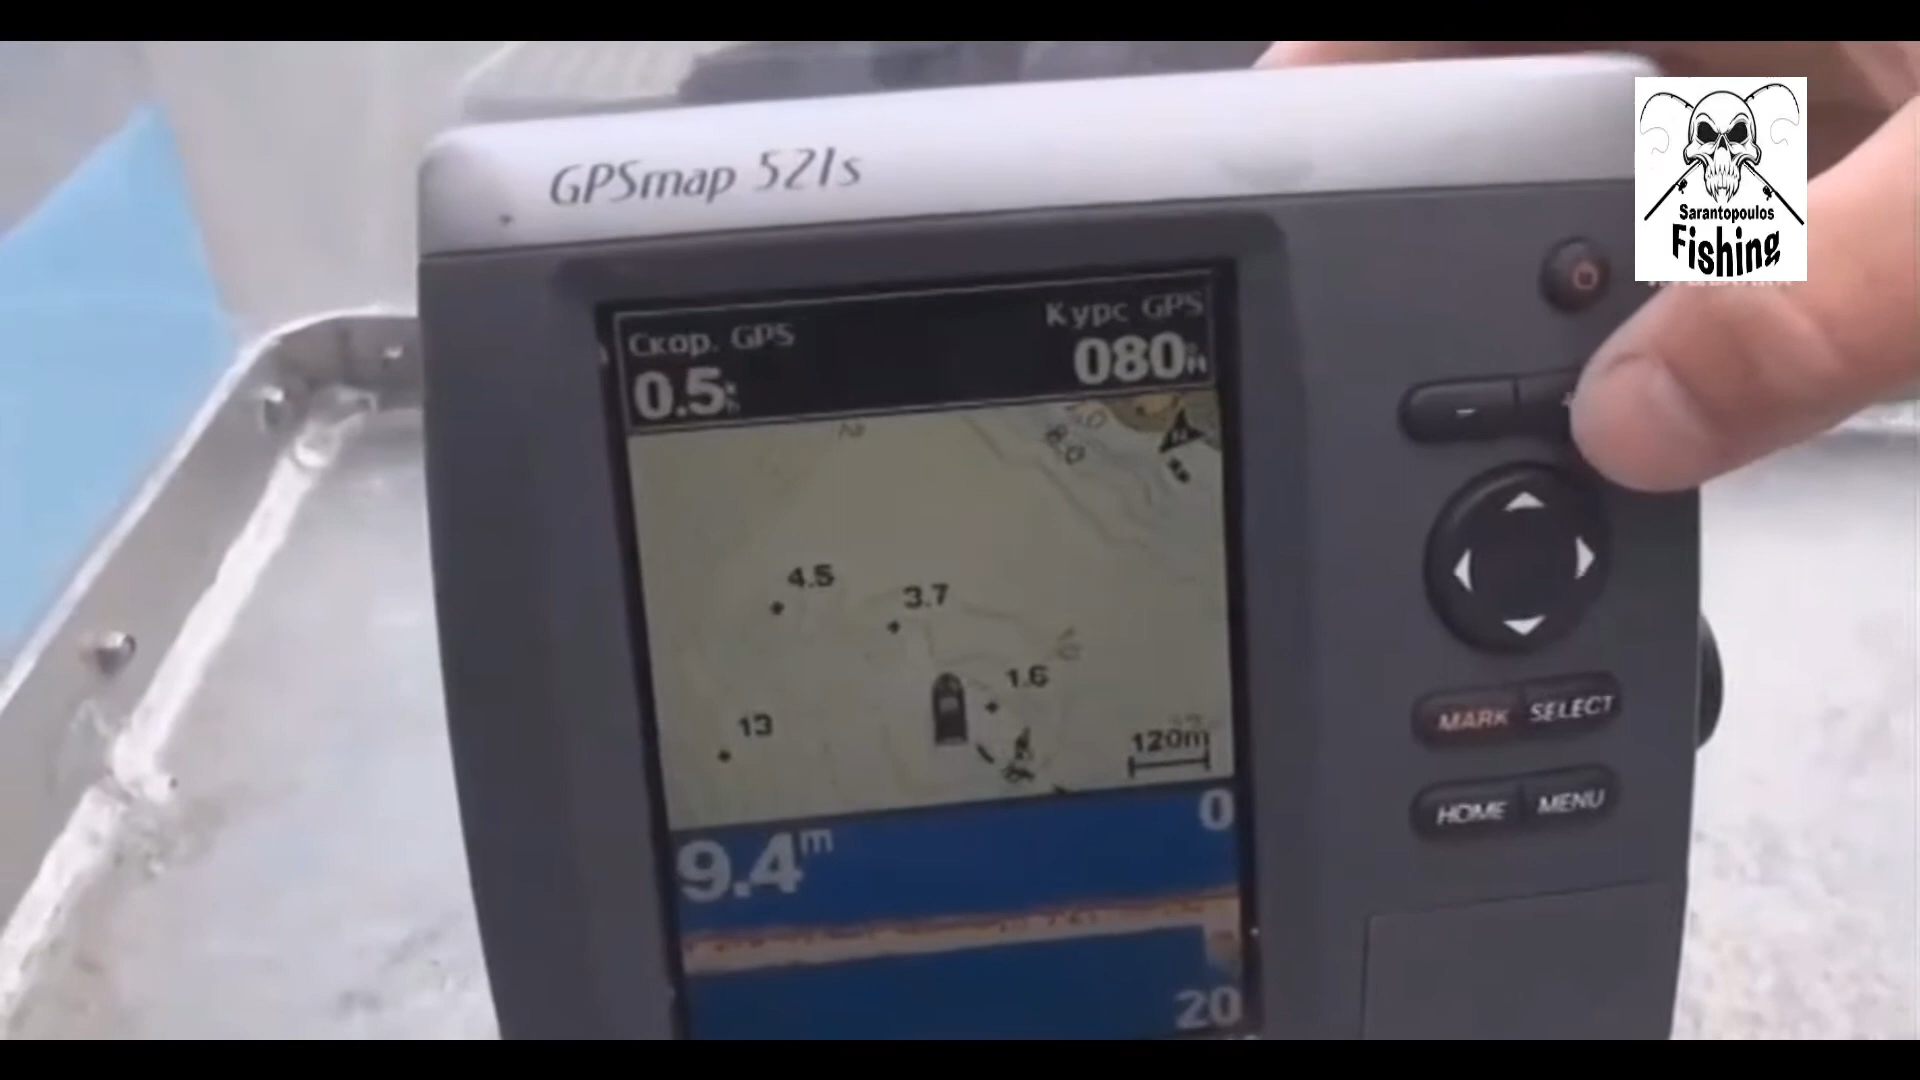 GPSmap 521s
Sarantopoulos
Fishing
Скор. GPS
Курс GPS
0.5
080
4.5
3.7
1.6
13
120m
9.4m
0
20
-
MARK
SELECT
HOME
MENU